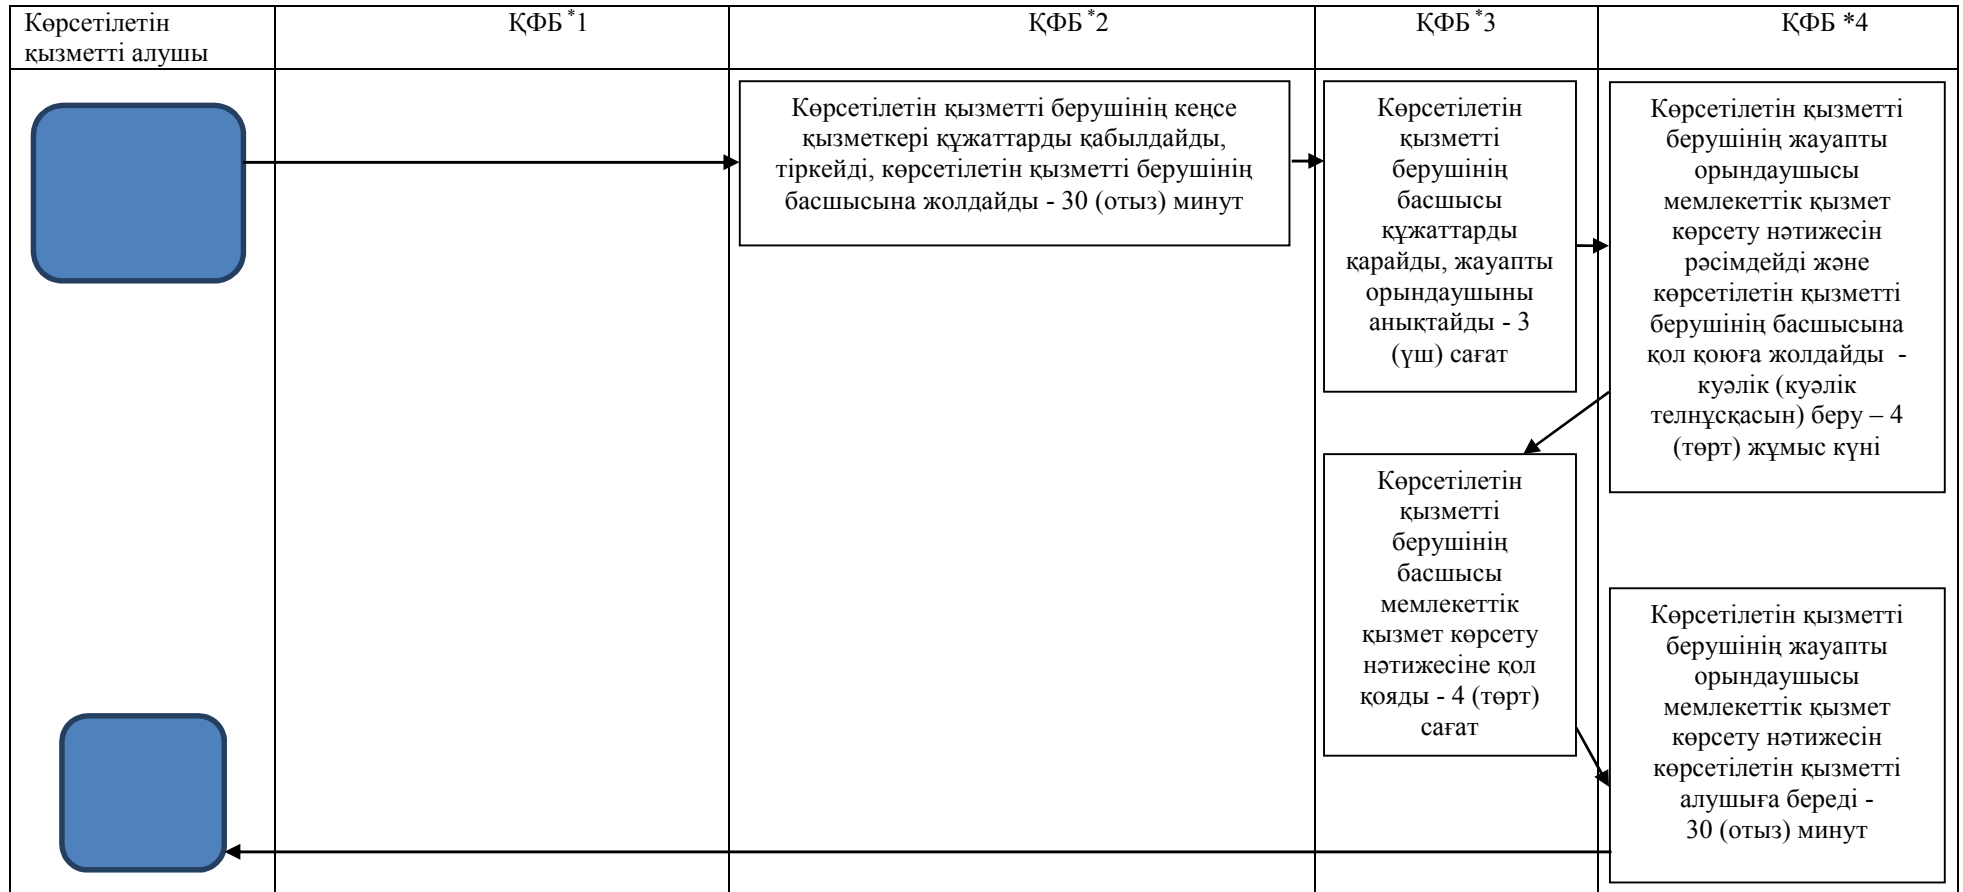 Көрсетілетін
қызметті алушы
ҚФБ *1
ҚФБ *2
ҚФБ *3
ҚФБ *4
Көрсетілетін қызметті берушінің кеңсе
қызметкері құжаттарды қабылдайды,
тіркейді, көрсетілетін қызметті берушінің
басшысына жолдайды - 30 (отыз) минут
Көрсетілетін
қызметті
берушінің
басшысы
құжаттарды
қарайды, жауапты
орындаушыны
анықтайды - 3
(үш) сағат
Көрсетілетін қызметті
берушінің жауапты
орындаушысы
мемлекеттік қызмет
көрсету нәтижесін
рәсімдейді және
көрсетілетін қызметті
берушінің басшысына
қол қоюға жолдайды -
куәлік (куәлік
телнұсқасын) беру – 4
(төрт) жұмыс күні
Көрсетілетін
қызметті
берушінің
басшысы
мемлекеттік
қызмет көрсету
нәтижесіне қол
қояды - 4 (төрт)
сағат
Көрсетілетін қызметті
берушінің жауапты
орындаушысы
мемлекеттік қызмет
көрсету нәтижесін
көрсетілетін қызметті
алушыға береді -
30 (отыз) минут